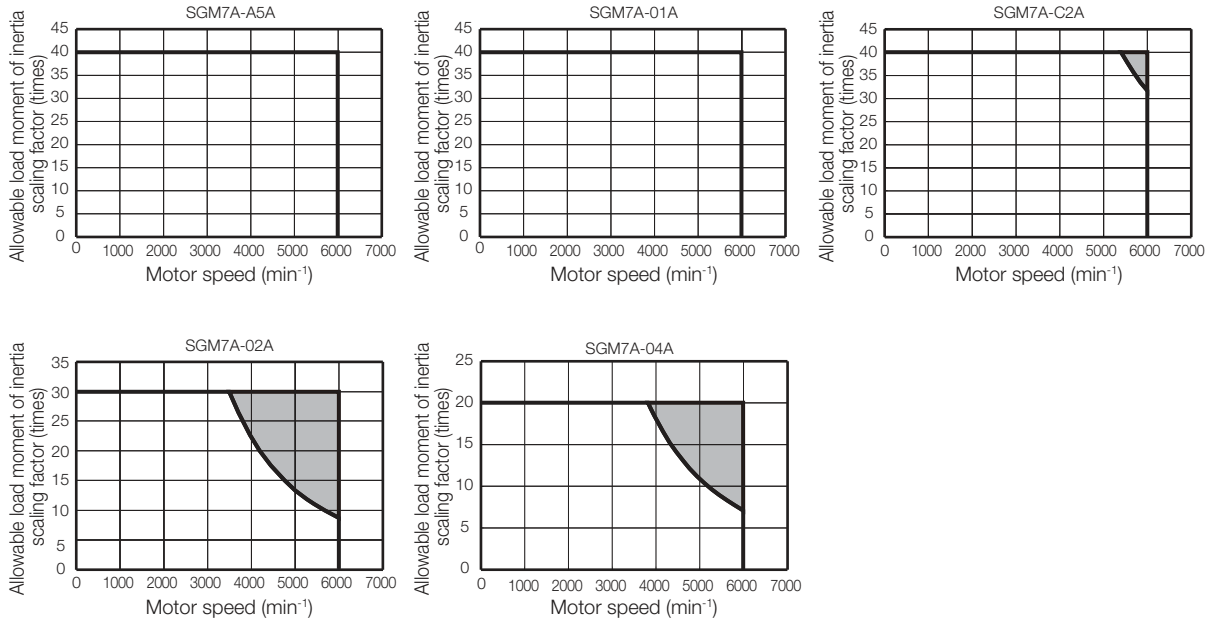 SGM7A-A5A
Allowable load moment of inertia
scaling factor (times)
45
40
35
30
25
20
15
10
5
0
0 1000 2000 3000 4000 5000 6000 7000
Motor speed (min-1)
SGM7A-01A
Allowable load moment of inertia
scaling factor (times)
45
40
35
30
25
20
15
10
5
0
0 1000 2000 3000 4000 5000 6000 7000
Motor speed (min-1)
SGM7A-C2A
Allowable load moment of inertia
scaling factor (times)
45
40
35
30
25
20
15
10
5
0
0 1000 2000 3000 4000 5000 6000 7000
Motor speed (min-1)
SGM7A-02A
Allowable load moment of inertia
scaling factor (times)
35
30
25
20
15
10
5
0
0 1000 2000 3000 4000 5000 6000 7000
Motor speed (min-1)
SGM7A-04A
Allowable load moment of inertia
scaling factor (times)
25
20
15
10
5
0
0 1000 2000 3000 4000 5000 6000 7000
Motor speed (min-1)